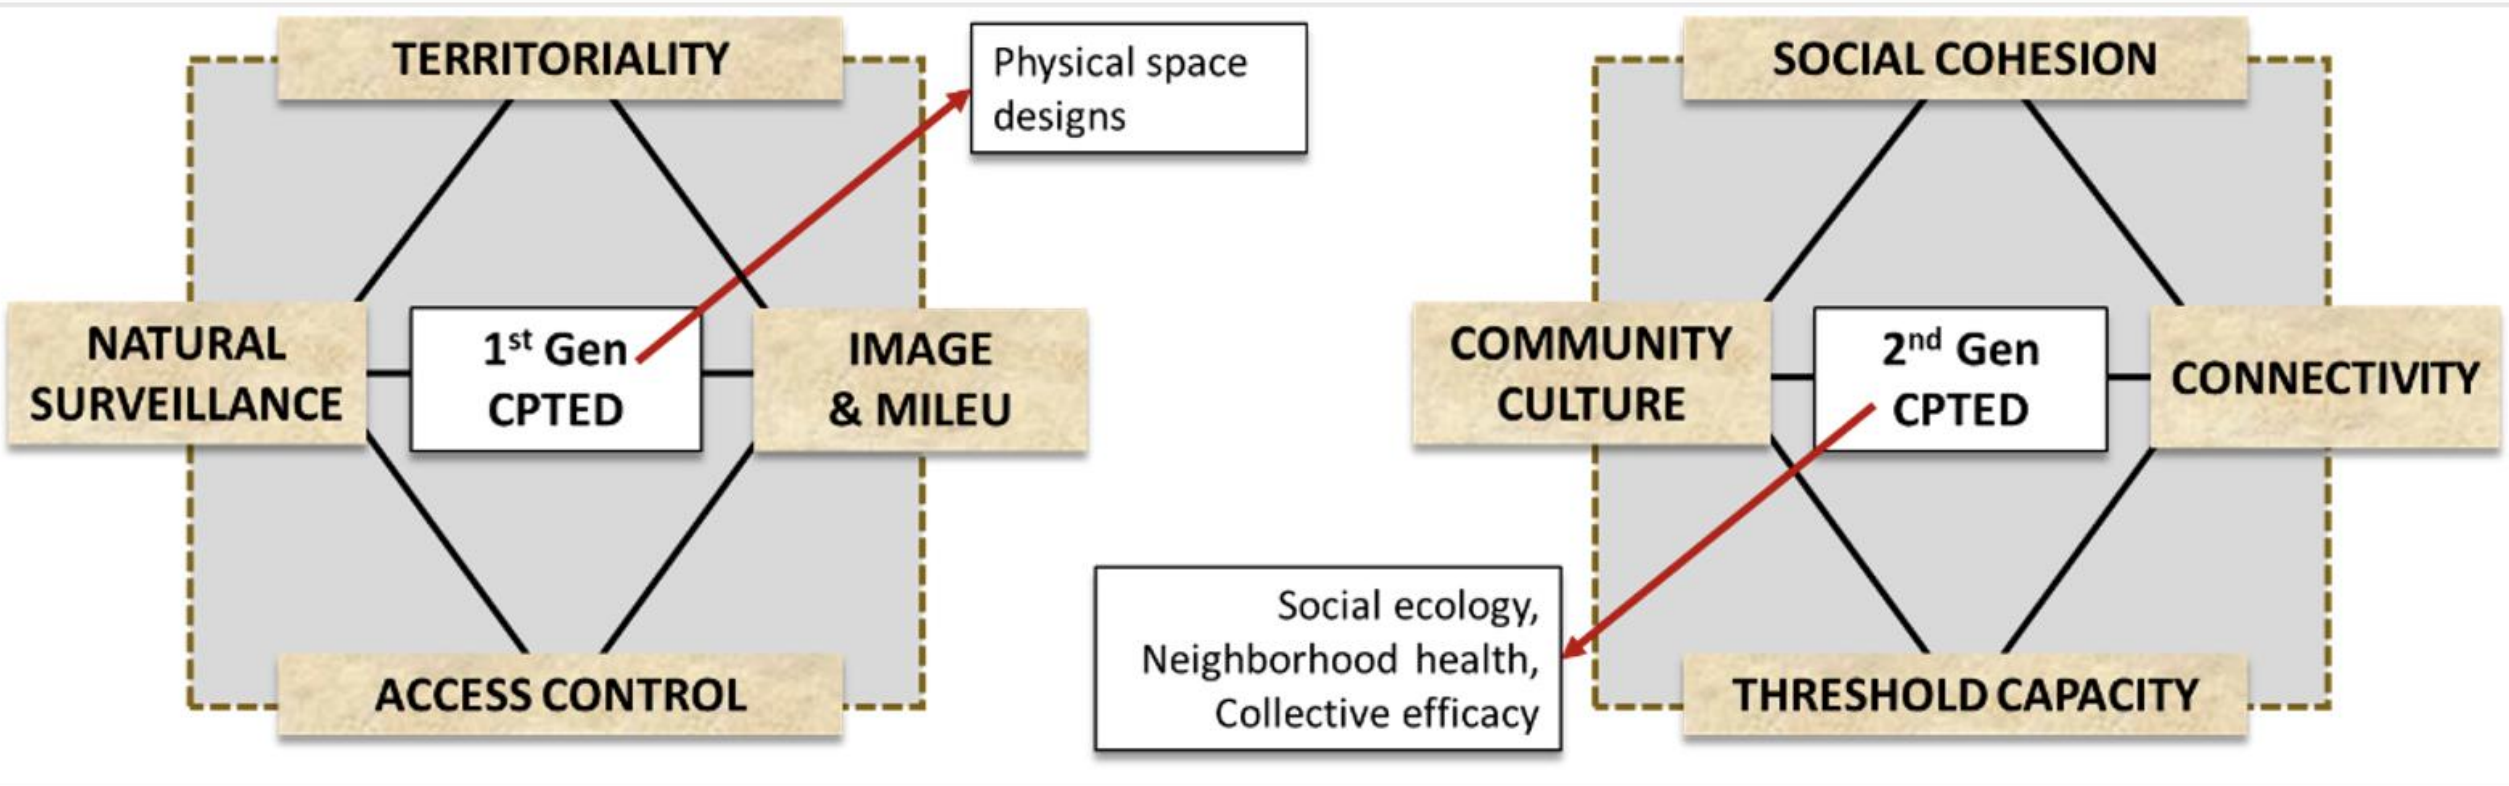 TERRITORIALITY
Physical space
designs
NATURAL
SURVEILLANCE
1st Gen
CPTED
IMAGE
& MILEU
ACCESS CONTROL
SOCIAL COHESION
COMMUNITY
CULTURE
2nd Gen
CPTED
CONNECTIVITY
Social ecology,
Neighborhood health,
Collective efficacy
THRESHOLD CAPACITY